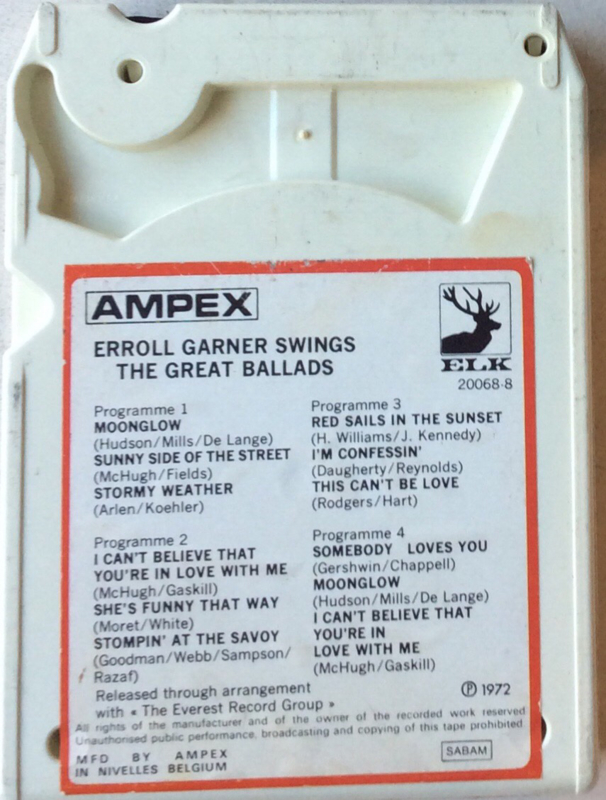 AMPEX
ELK
20068-8
ERROLL GARNER SWINGS
THE GREAT BALLADS
Programme 1
MOONGLOW
(Hudson/Mills/De Lange)
SUNNY SIDE OF THE STREET
(McHugh/Fields)
STORMY WEATHER
(Arlen/Koehler)
Programme 2
I CAN'T BELIEVE THAT
YOU'RE IN LOVE WITH ME
(McHugh/Gaskill)
SHE'S FUNNY THAT WAY
(Moret/White)
STOMPIN' AT THE SAVOY
(Goodman/Webb/Sampson/
Razaf)
Programme 3
RED SAILS IN THE SUNSET
(H. Williams/J. Kennedy)
I'M CONFESSIN'
(Daugherty/Reynolds)
THIS CAN'T BE LOVE
(Rodgers/Hart)
Programme 4
SOMEBODY LOVES YOU
(Gershwin/Chappell)
MOONGLOW
(Hudson/Mills/De Lange)
I CAN'T BELIEVE THAT
YOU'RE IN
LOVE WITH ME
(McHugh/Gaskill)
Released through arrangement
with « The Everest Record Group »
℗ 1972
All rights of the manufacturer and of the owner of the recorded work reserved
Unauthorised public performance, broadcasting and copying of this tape prohibited.
MFD BY AMPEX
IN NIVELLES BELGIUM
SABAM